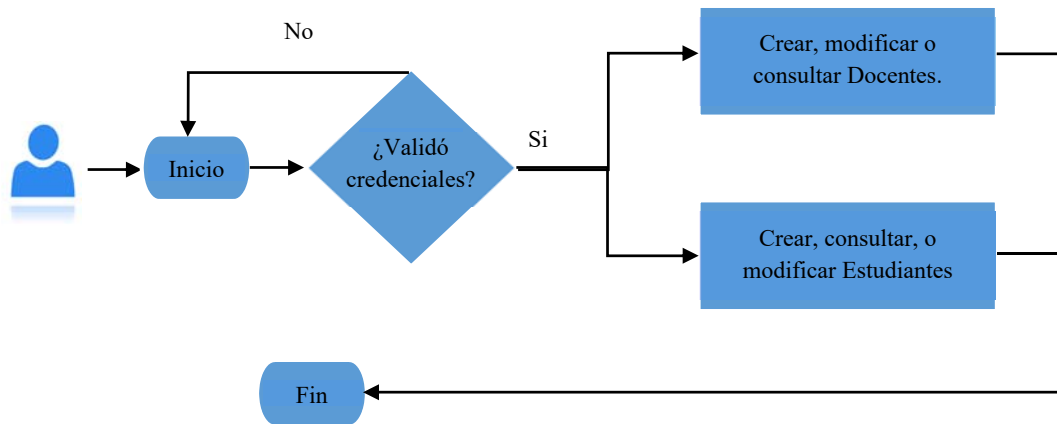 No
Crear, modificar o
consultar Docentes.
Inicio
¿Validó
credenciales?
Si
Crear, consultar, o
modificar Estudiantes
Fin